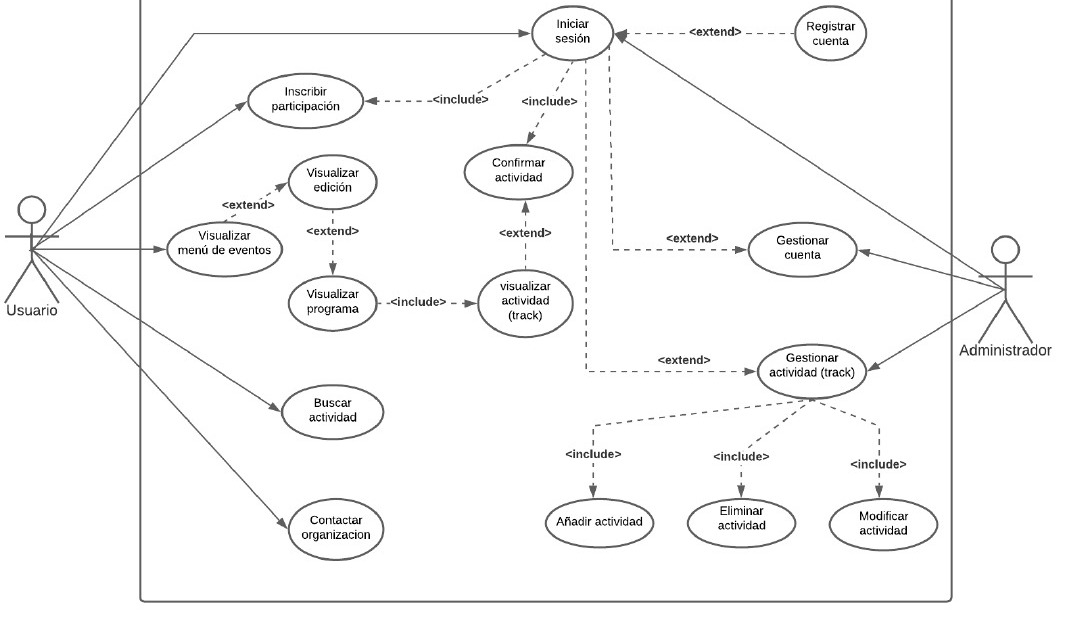 Iniciar
sesión
<extend>
Registrar
cuenta
Inscribir
participación
<include>
<include>
Visualizar
edición
Confirmar
actividad
<extend>
Visualizar
menú de eventos
<extend>
<extend>
<extend>
Gestionar
cuenta
Visualizar
programa
<include>
visualizar
actividad
(track)
Usuario
Administrador
<extend>
Gestionar
actividad (track)
Buscar
actividad
<include>
<include>
<include>
Contactar
organizacion
Añadir actividad
Eliminar
actividad
Modificar
actividad